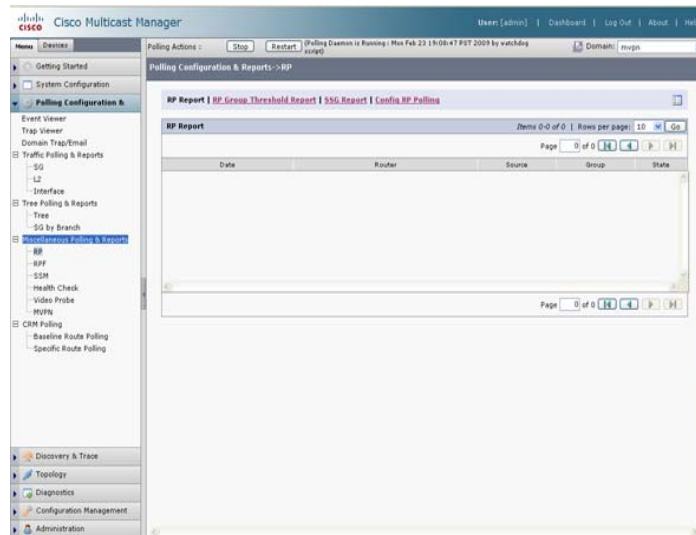 CISCO
Cisco Multicast Manager
User: [admin] | Dashboard | Log Out | About | Hel
Menu Devices
Polling Actions : Stop Restart (Polling Daemon is Running : Mon Feb 23 19:08:47 PST 2009 by watchdog script)
Domain: mvpn
Getting Started
System Configuration
Polling Configuration &
Event Viewer
Trap Viewer
Domain Trap/Email
Traffic Polling & Reports
SG
L2
Interface
Tree Polling & Reports
Tree
SG by Branch
Miscellaneous Polling & Reports
RP
RPF
SSM
Health Check
Video Probe
MVPN
CRM Polling
Baseline Route Polling
Specific Route Polling
Discovery & Trace
Topology
Diagnostics
Configuration Management
Administration
Polling Configuration & Reports->RP
RP Report | RP Group Threshold Report | SSG Report | Config RP Polling
RP Report
Items 0-0 of 0 | Rows per page: 10 Go
Page 0 of 0
Date Router Source Group State
Page 0 of 0